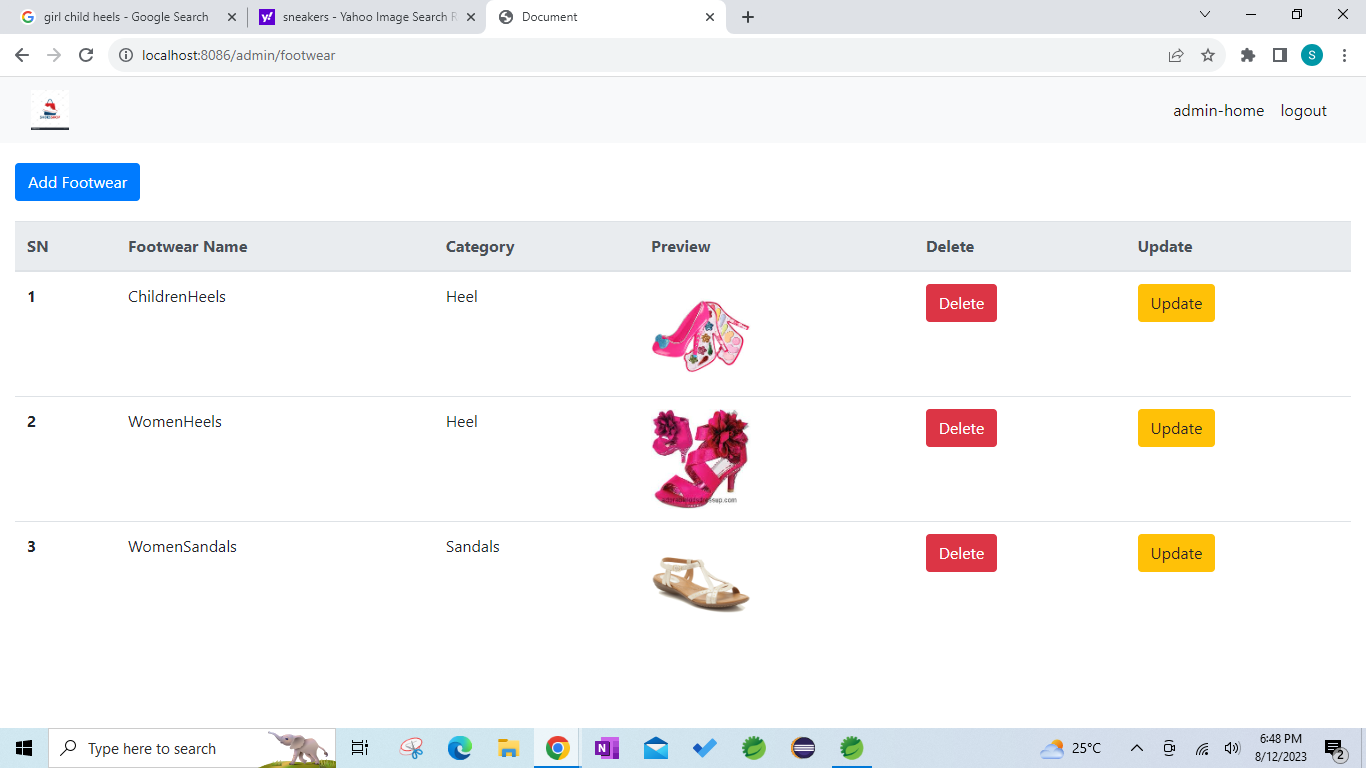 girl child heels - Google Search
sneakers - Yahoo Image Search R
Document
localhost:8086/admin/footwear
S
admin-home logout
Add Footwear
SN Footwear Name Category Preview Delete Update
1 ChildrenHeels Heel Delete Update
2 WomenHeels Heel Delete Update
3 WomenSandals Sandals Delete Update
Type here to search
25°C
6:48 PM
8/12/2023
2